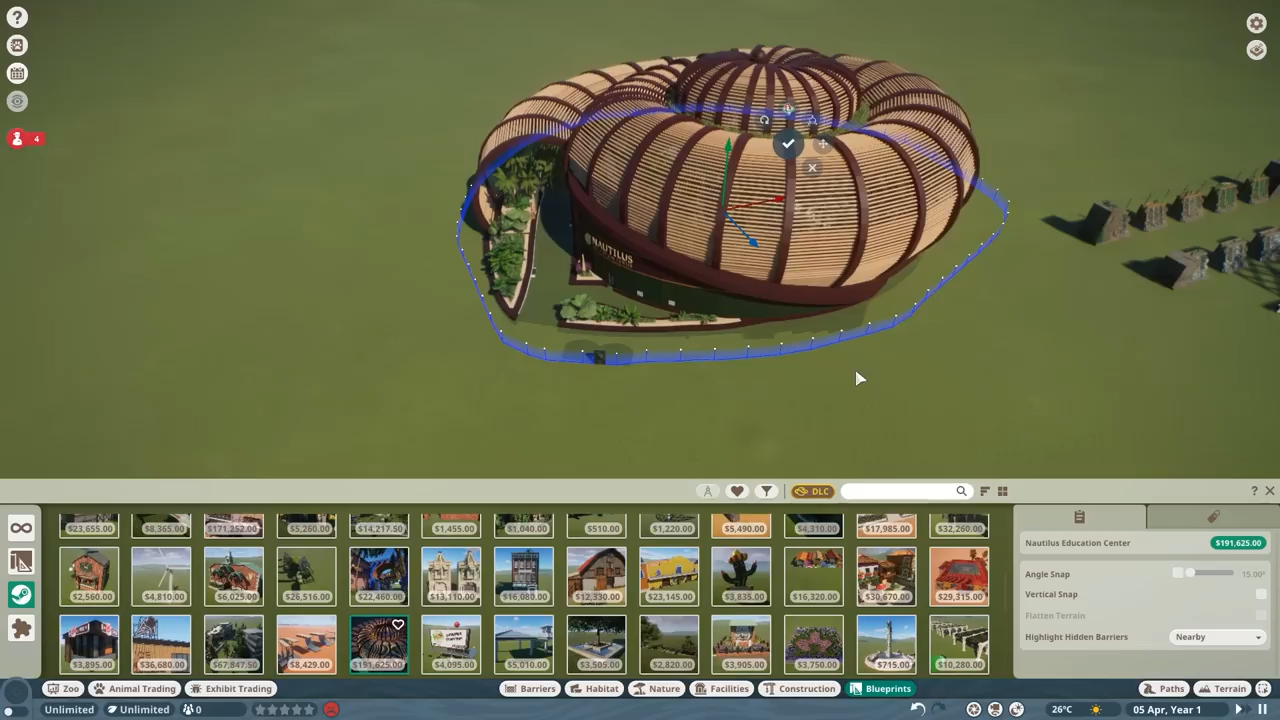 ?
4
NAUTILUS
DLC
?
$23,655.00
$8,365.00
$171,252.00
$5,260.00
$14,217.50
$1,455.00
$1,040.00
$510.00
$1,220.00
$5,490.00
$4,310.00
$17,985.00
$32,260.00
$2,560.00
$4,810.00
$6,025.00
$26,516.00
$22,460.00
$13,110.00
$16,080.00
$12,330.00
$23,145.00
$3,835.00
$16,320.00
$30,670.00
$29,315.00
$3,895.00
$36,680.00
$67,847.50
$8,429.00
$191,625.00
$4,095.00
$5,010.00
$3,505.00
$2,820.00
$3,905.00
$3,750.00
$715.00
$10,280.00
Nautilus Education Center
$191,625.00
Angle Snap
15.00°
Vertical Snap
Flatten Terrain
Highlight Hidden Barriers
Nearby
Zoo
Animal Trading
Exhibit Trading
Barriers
Habitat
Nature
Facilities
Construction
Blueprints
Paths
Terrain
Unlimited
Unlimited
0
26°C
05 Apr, Year 1